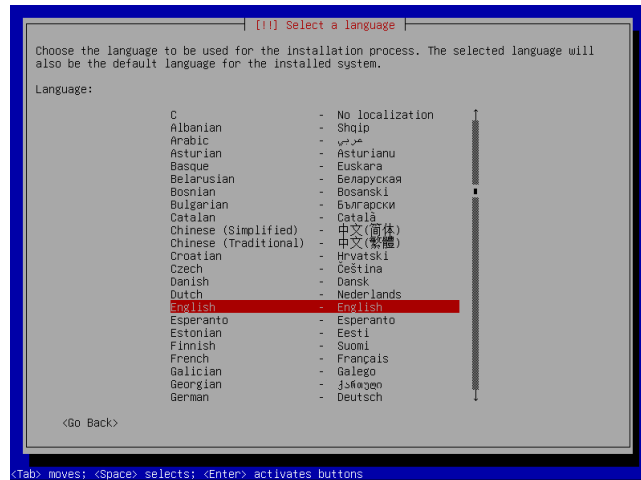 [!!] Select a language
Choose the language to be used for the installation process. The selected language will
also be the default language for the installed system.
Language:
C - No localization
Albanian - Shqip
Arabic - عربي
Asturian - Asturianu
Basque - Euskara
Belarusian - Беларуская
Bosnian - Bosanski
Bulgarian - Български
Catalan - Català
Chinese (Simplified) - 中文(简体)
Chinese (Traditional) - 中文(繁體)
Croatian - Hrvatski
Czech - Čeština
Danish - Dansk
Dutch - Nederlands
English - English
Esperanto - Esperanto
Estonian - Eesti
Finnish - Suomi
French - Français
Galician - Galego
Georgian - ქართული
German - Deutsch
<Go Back>
<Tab> moves; <Space> selects; <Enter> activates buttons